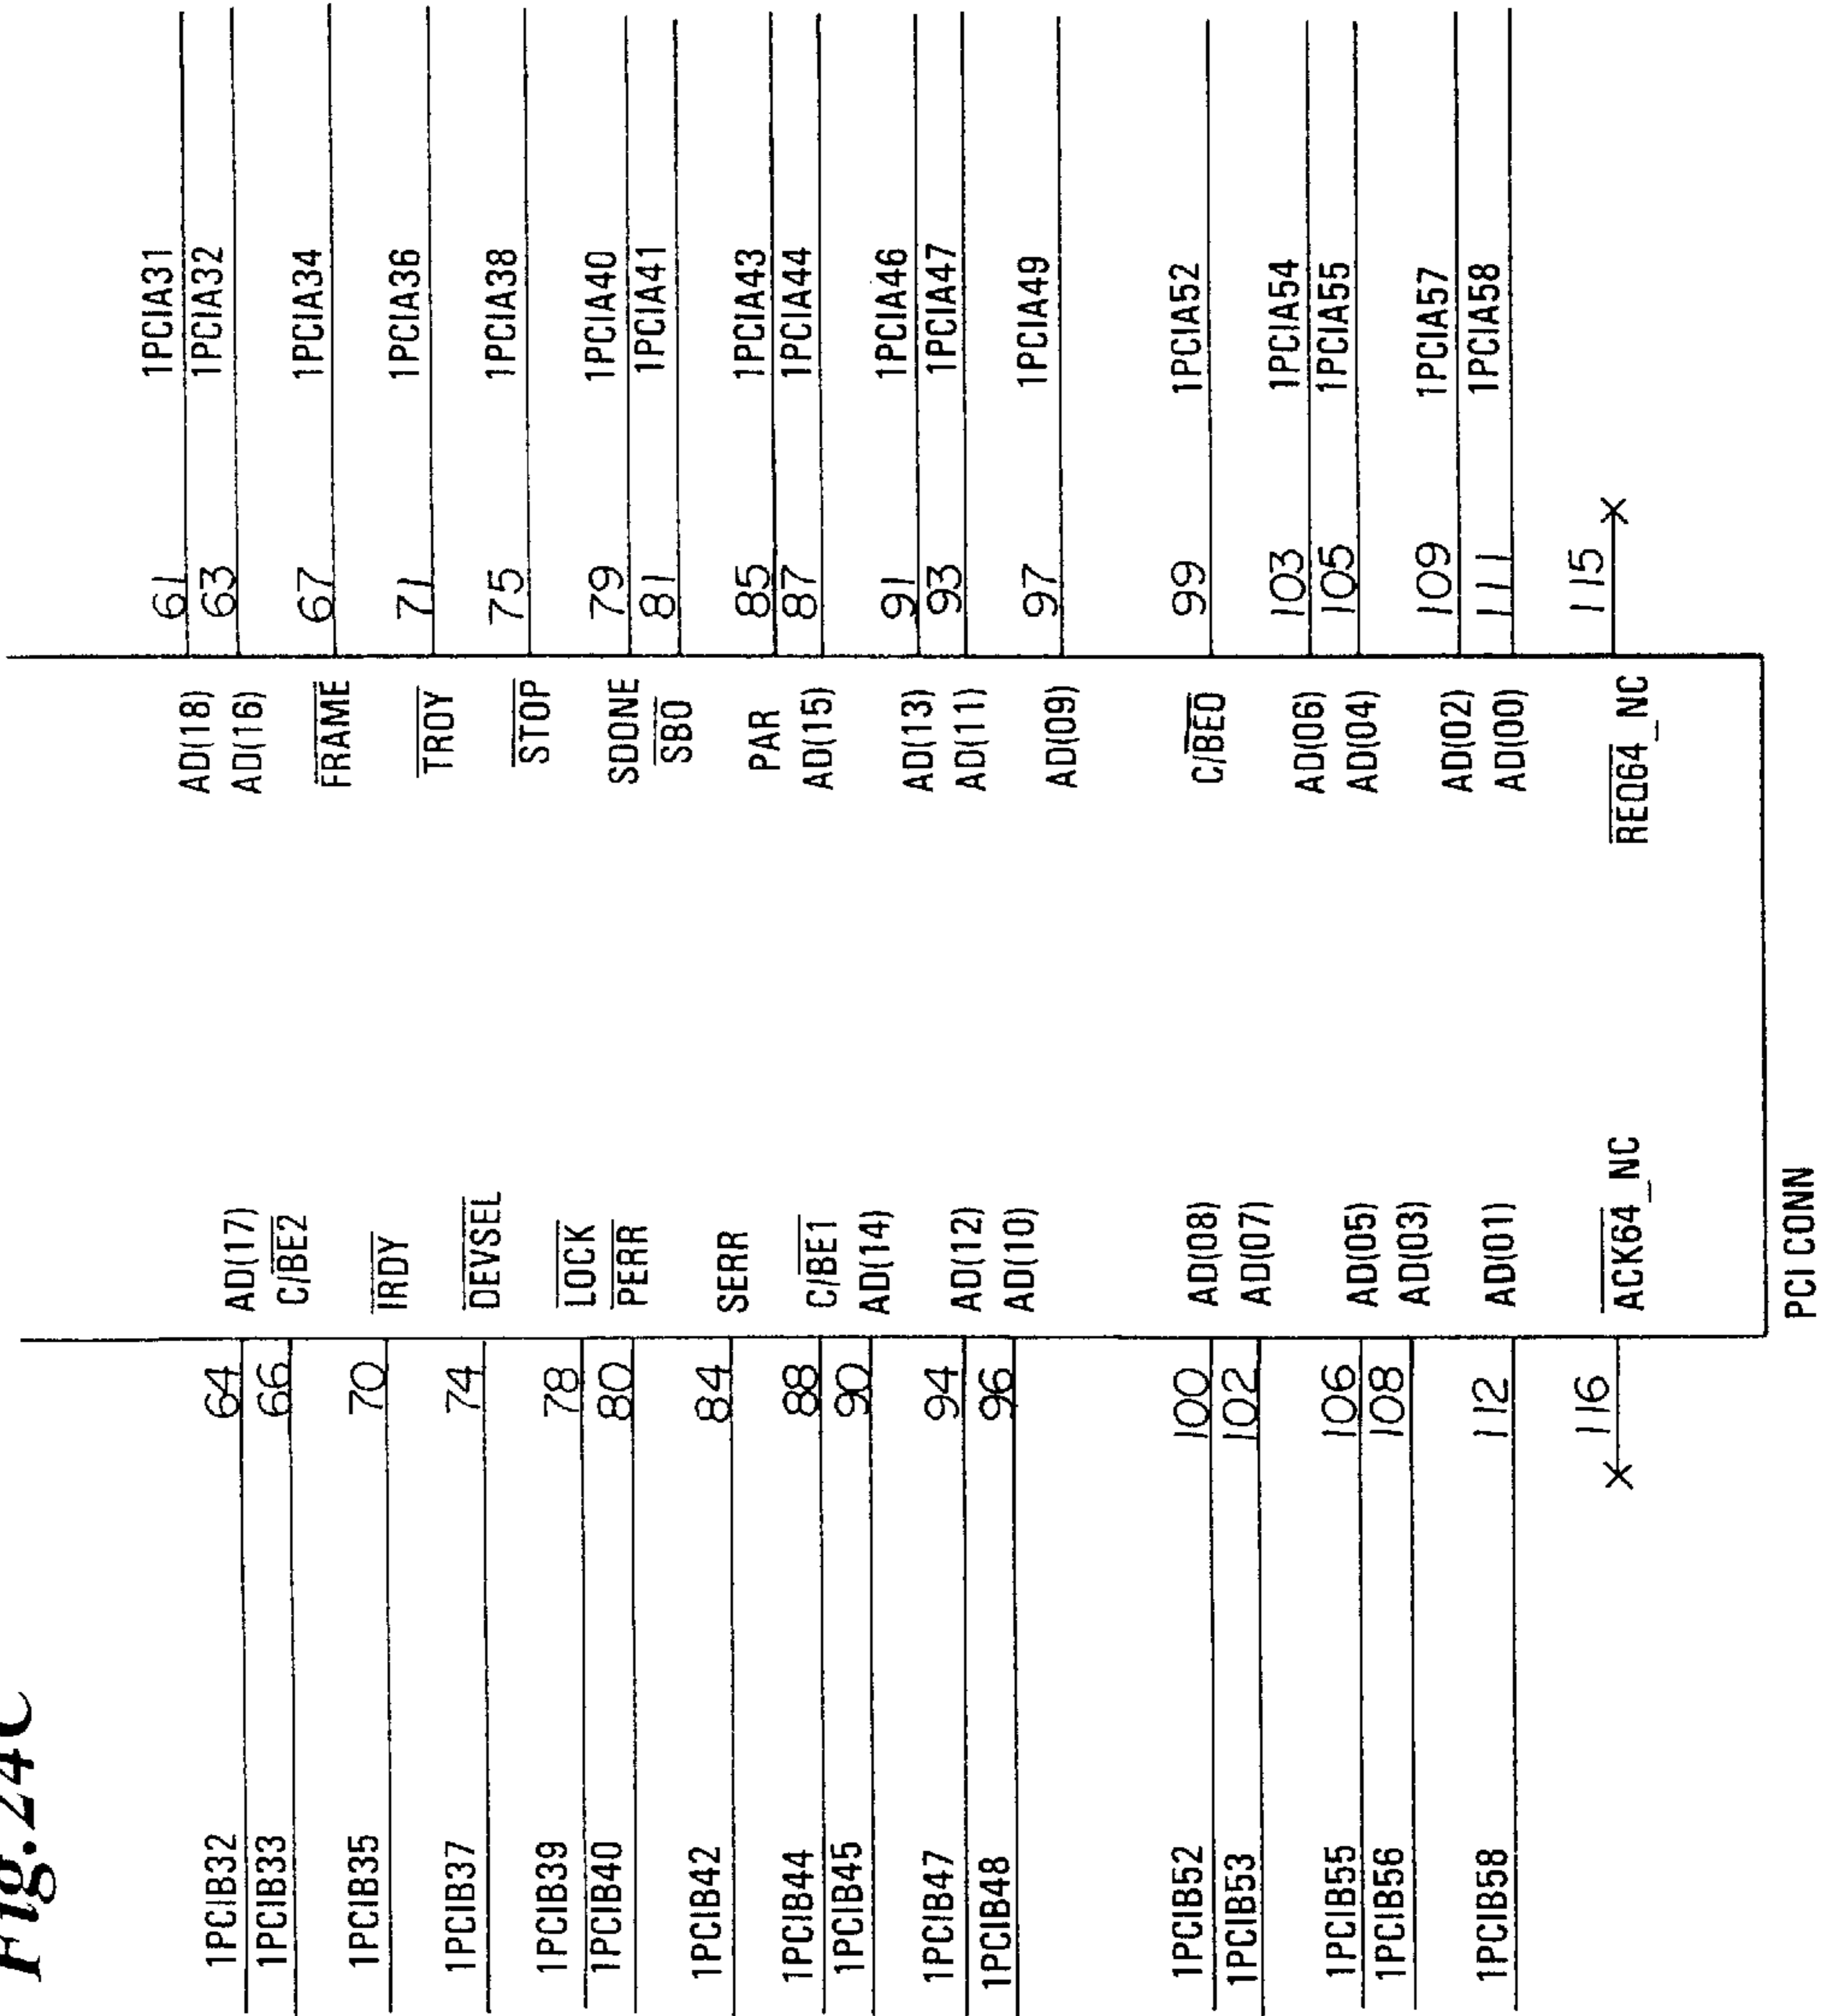 Fig. 24C
1PCIB32 64 AD(17)
1PCIB33 66 C/BE2
1PCIB35 70 IRDY
1PCIB37 74 DEVSEL
1PCIB39 78 LOCK
1PCIB40 80 PERR
1PCIB42 84 SERR
1PCIB44 88 C/BE1
1PCIB45 90 AD(14)
1PCIB47 94 AD(12)
1PCIB48 96 AD(10)
1PCIB52 100 AD(08)
1PCIB53 102 AD(07)
1PCIB55 106 AD(05)
1PCIB56 108 AD(03)
1PCIB58 112 AD(01)
116 ACK64_NC
AD(18) 61 1PCIA31
AD(16) 63 1PCIA32
FRAME 67 1PCIA34
TRDY 71 1PCIA36
STOP 75 1PCIA38
SDONE 79 1PCIA40
SBO 81 1PCIA41
PAR 85 1PCIA43
AD(15) 87 1PCIA44
AD(13) 91 1PCIA46
AD(11) 93 1PCIA47
AD(09) 97 1PCIA49
C/BE0 99 1PCIA52
AD(06) 103 1PCIA54
AD(04) 105 1PCIA55
AD(02) 109 1PCIA57
AD(00) 111 1PCIA58
REQ64_NC 115
PCI CONN